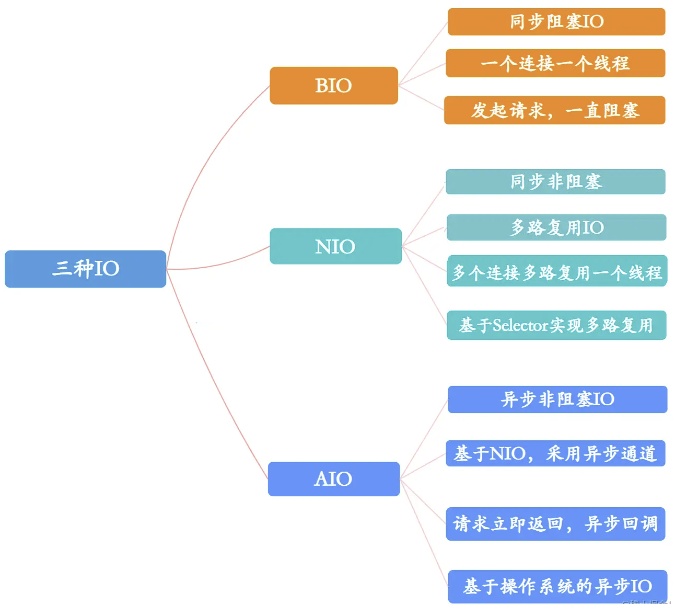 三种IO
BIO
同步阻塞IO
一个连接一个线程
发起请求，一直阻塞
NIO
同步非阻塞
多路复用IO
多个连接多路复用一个线程
基于Selector实现多路复用
AIO
异步非阻塞IO
基于NIO，采用异步通道
请求立即返回，异步回调
基于操作系统的异步IO